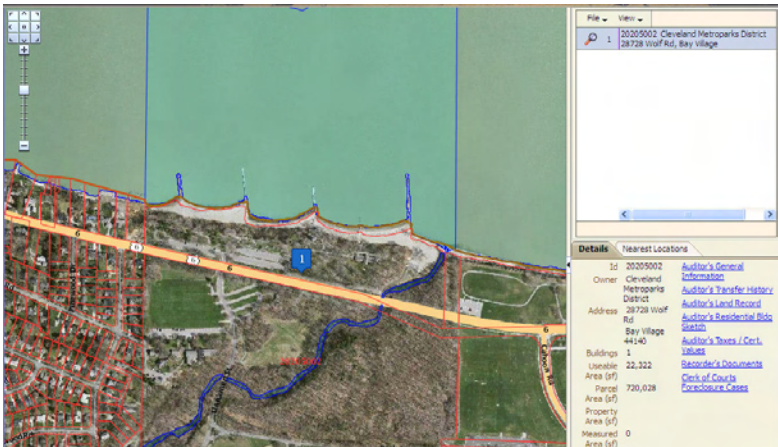 File View
1 20205002 Cleveland Metroparks District
28728 Wolf Rd, Bay Village
6
6
6
6
6
1
20205002
Details Nearest Locations
Id 20205002
Owner Cleveland
Metroparks
District
Address 28728 Wolf
Rd
Bay Village
44140
Buildings 1
Useable
Area (sf) 22,322
Parcel
Area (sf) 720,028
Property
Area (sf)
Measured 0
Area (sf)
Auditor's General
Information
Auditor's Transfer History
Auditor's Land Record
Auditor's Residential Bldg
Sketch
Auditor's Taxes / Cert.
Values
Recorder's Documents
Clerk of Courts
Foreclosure Cases